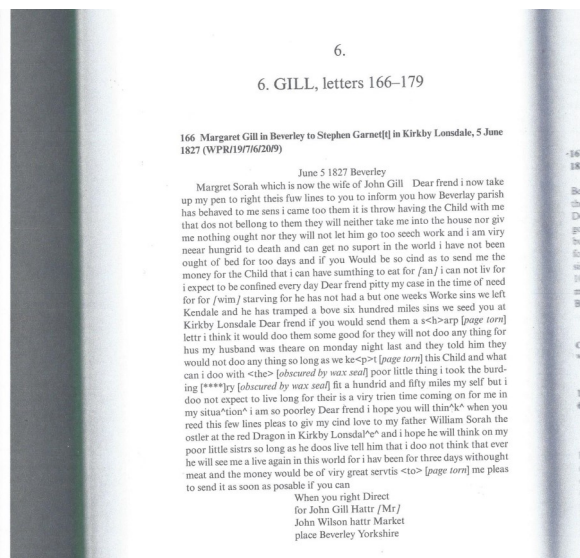 6.
6. GILL, letters 166–179
166 Margaret Gill in Beverley to Stephen Garnet[t] in Kirkby Lonsdale, 5 June
1827 (WPR/19/7/6/20/9)
June 5 1827 Beverley
Margret Sorah which is now the wife of John Gill Dear frend i now take
up my pen to right theis fuw lines to you to inform you how Beverlay parish
has behaved to me sens i came too them it is throw having the Child with me
that dos not bellong to them they will neither take me into the house nor giv
me nothing ought nor they will not let him go too seech work and i am viry
neear hungrid to death and can get no suport in the world i have not been
ought of bed for too days and if you Would be so cind as to send me the
money for the Child that i can have sumthing to eat for /an/ i can not liv for
i expect to be confined every day Dear frend pitty my case in the time of need
for for /wim/ starving for he has not had a but one weeks Worke sins we left
Kendale and he has tramped a bove six hundred miles sins we seed you at
Kirkby Lonsdale Dear frend if you would send them a s<h>arp [page torn]
lettr i think it would doo them some good for they will not doo any thing for
hus my husband was theare on monday night last and they told him they
would not doo any thing so long as we ke<p>t [page torn] this Child and what
can i doo with <the> [obscured by wax seal] poor little thing i took the burd-
ing [****]ry [obscured by wax seal] fit a hundrid and fifty miles my self but i
doo not expect to live long for their is a viry trien time coming on for me in
my situa^tion^ i am so poorley Dear frend i hope you will thin^k^ when you
reed this few lines pleas to giv my cind love to my father William Sorah the
ostler at the red Dragon in Kirkby Lonsdal^e^ and i hope he will think on my
poor little sistrs so long as he doos live tell him that i doo not think that ever
he will see me a live again in this world for i hav been for three days withought
meat and the money would be of viry great servtis <to> [page torn] me pleas
to send it as soon as posable if you can
When you right Direct
for John Gill Hattr /Mr/
John Wilson hattr Market
place Beverley Yorkshire